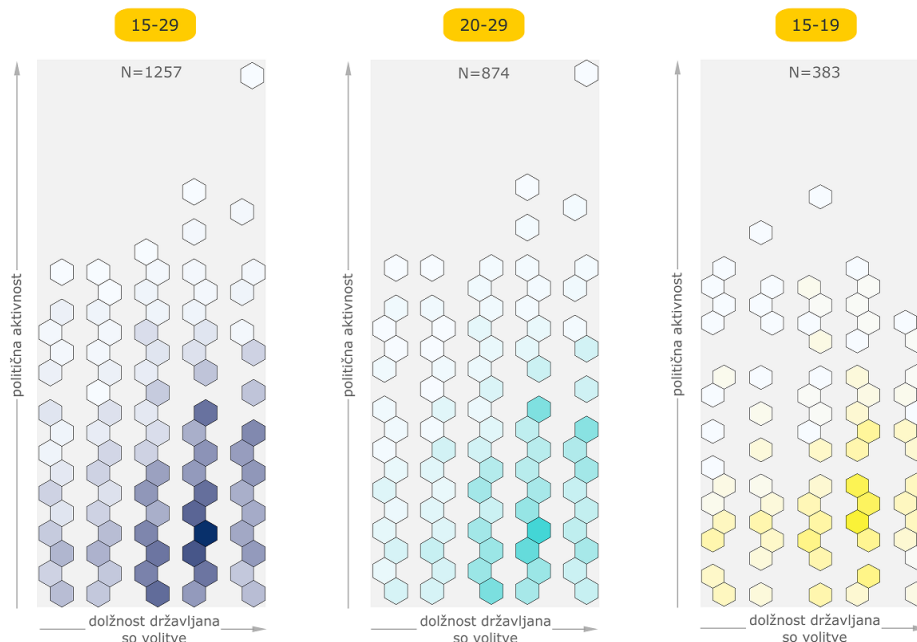 15-29
20-29
15-19
N=1257
N=874
N=383
politična aktivnost
politična aktivnost
politična aktivnost
dolžnost državljana
so volitve
dolžnost državljana
so volitve
dolžnost državljana
so volitve